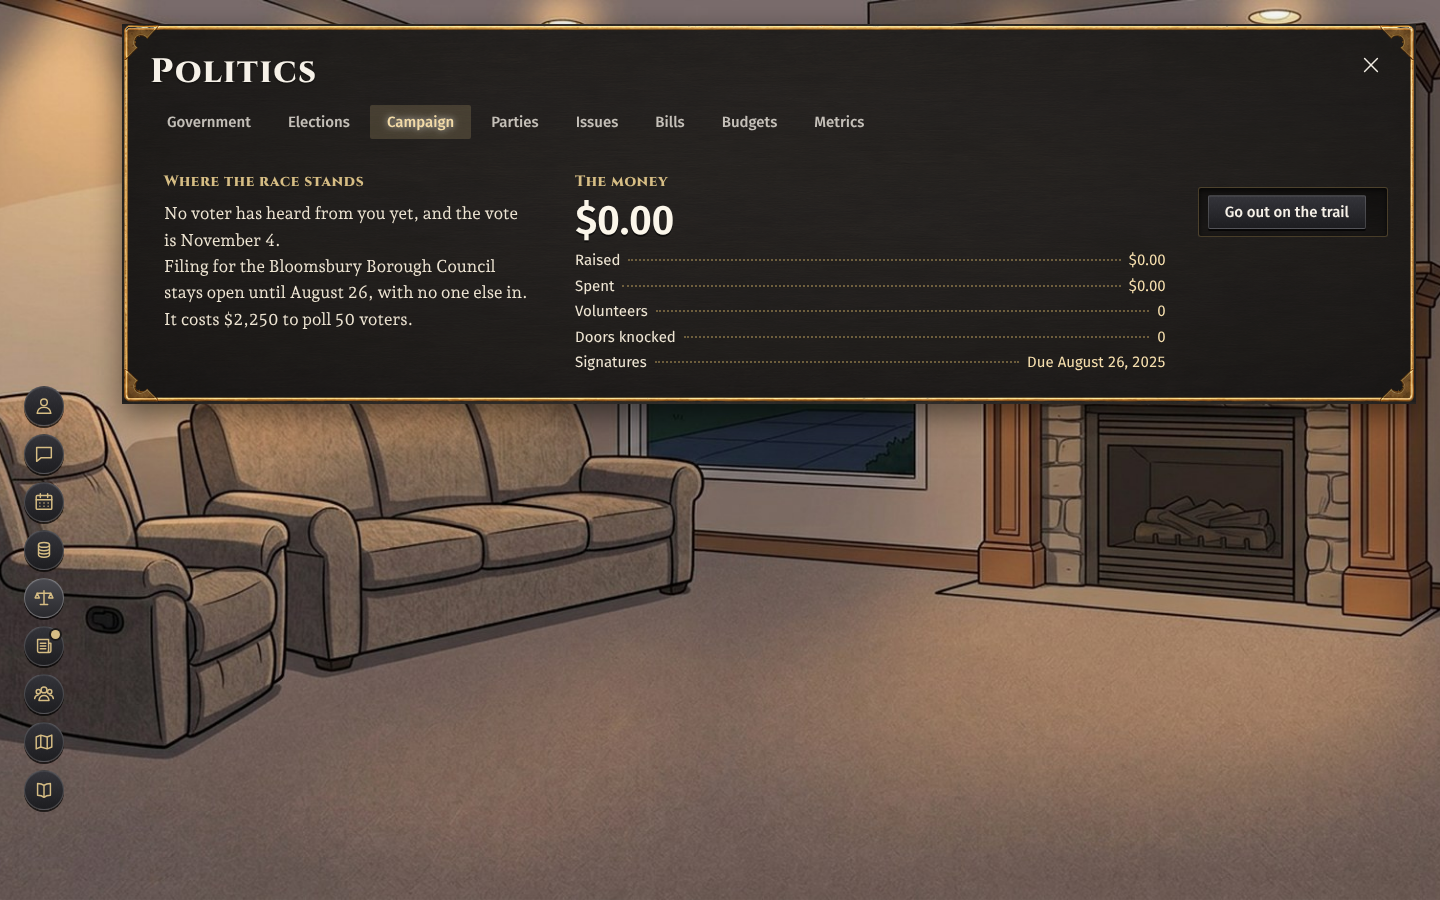 Politics
Government Elections Campaign Parties Issues Bills Budgets Metrics
Where the race stands
No voter has heard from you yet, and the vote
is November 4.
Filing for the Bloomsbury Borough Council
stays open until August 26, with no one else in.
It costs $2,250 to poll 50 voters.
The money
$0.00
Raised $0.00
Spent $0.00
Volunteers 0
Doors knocked 0
Signatures Due August 26, 2025
Go out on the trail